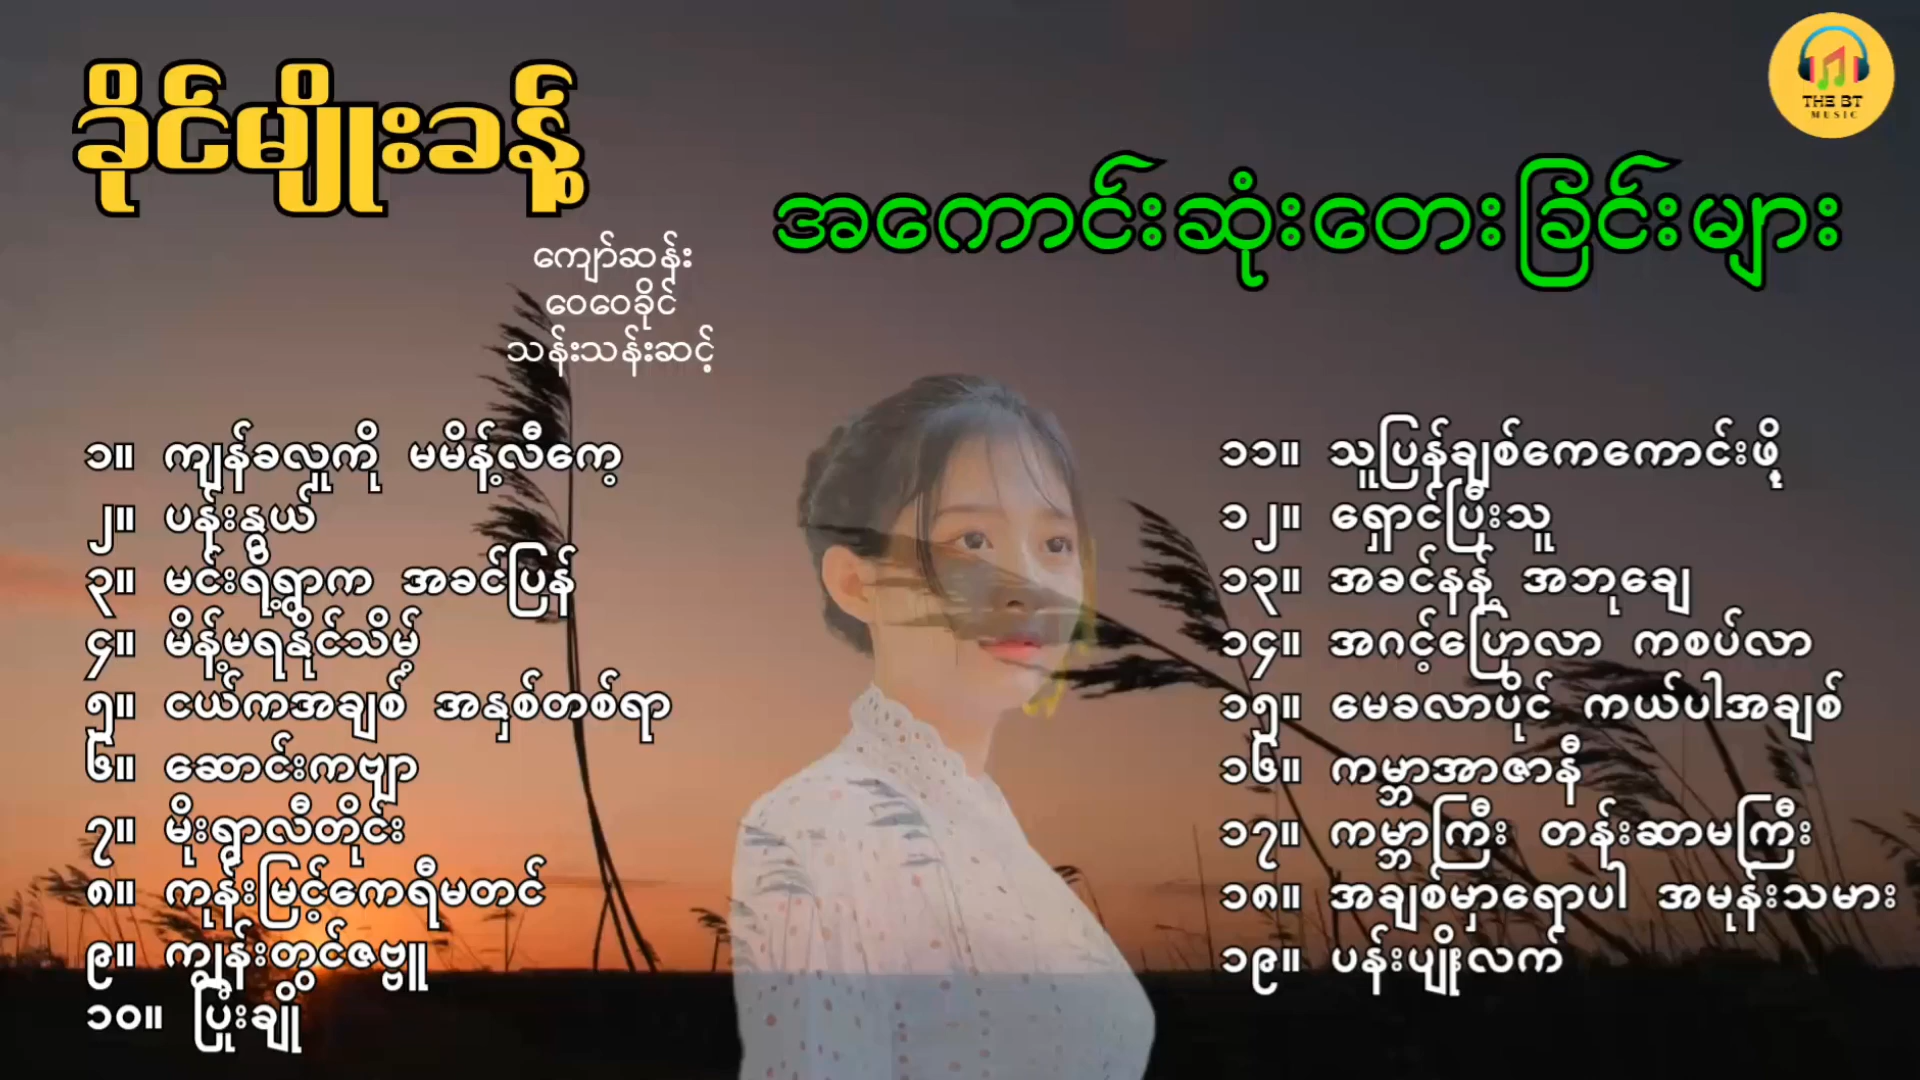 ခိုင်မျိုးခန့်
THE BT
MUSIC
အကောင်းဆုံးတေးခြင်းများ
ကျော်ဆန်း
ဝေဝေခိုင်
သန်းသန်းဆင့်
၁။ ကျန်ခလှူကို မမိန့်လီကေ့
၂။ ပန်းနွယ်
၃။ မင်းရို့ရွာက အခင်ပြန်
၄။ မိန့်မရနိုင်သိမ့်
၅။ ငယ်ကအချစ် အနှစ်တစ်ရာ
၆။ ဆောင်းကဗျာ
၇။ မိုးရွာလီတိုင်း
၈။ ကုန်းမြင့်ကေရီမတင်
၉။ ကျွန်းတွင်ဇမ္ဗူ
၁၀။ ပြုံးချို
၁၁။ သူပြန်ချစ်ကေကောင်းဖို့
၁၂။ ရှောင်ပြီးသူ
၁၃။ အခင်နန့် အဘုချေ
၁၄။ အဂင့်ပြောလာ ကစပ်လာ
၁၅။ မေခလာပိုင် ကယ်ပါအချစ်
၁၆။ ကမ္ဘာအာဇာနီ
၁၇။ ကမ္ဘာကြီး တန်းဆာမကြီး
၁၈။ အချစ်မှာရောပါ အမုန်းသမား
၁၉။ ပန်းပျိုးလက်